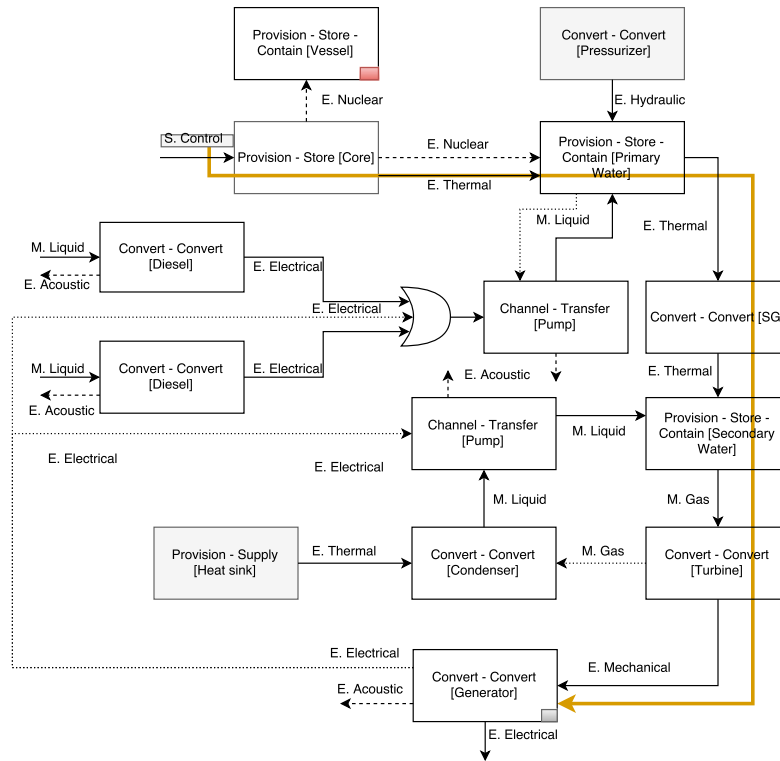 Provision - Store -
Contain [Vessel]
Convert - Convert
[Pressurizer]
E. Nuclear
E. Hydraulic
S. Control
Provision - Store [Core]
E. Nuclear
E. Thermal
Provision - Store -
Contain [Primary
Water]
M. Liquid
E. Thermal
M. Liquid
Convert - Convert
[Diesel]
E. Electrical
E. Acoustic
E. Electrical
Channel - Transfer
[Pump]
Convert - Convert [SG
M. Liquid
Convert - Convert
[Diesel]
E. Electrical
E. Acoustic
E. Acoustic
E. Thermal
Channel - Transfer
[Pump]
M. Liquid
Provision - Store -
Contain [Secondary
Water]
E. Electrical
E. Electrical
M. Liquid
M. Gas
Provision - Supply
[Heat sink]
E. Thermal
Convert - Convert
[Condenser]
M. Gas
Convert - Convert
[Turbine]
E. Electrical
E. Mechanical
Convert - Convert
[Generator]
E. Acoustic
E. Electrical